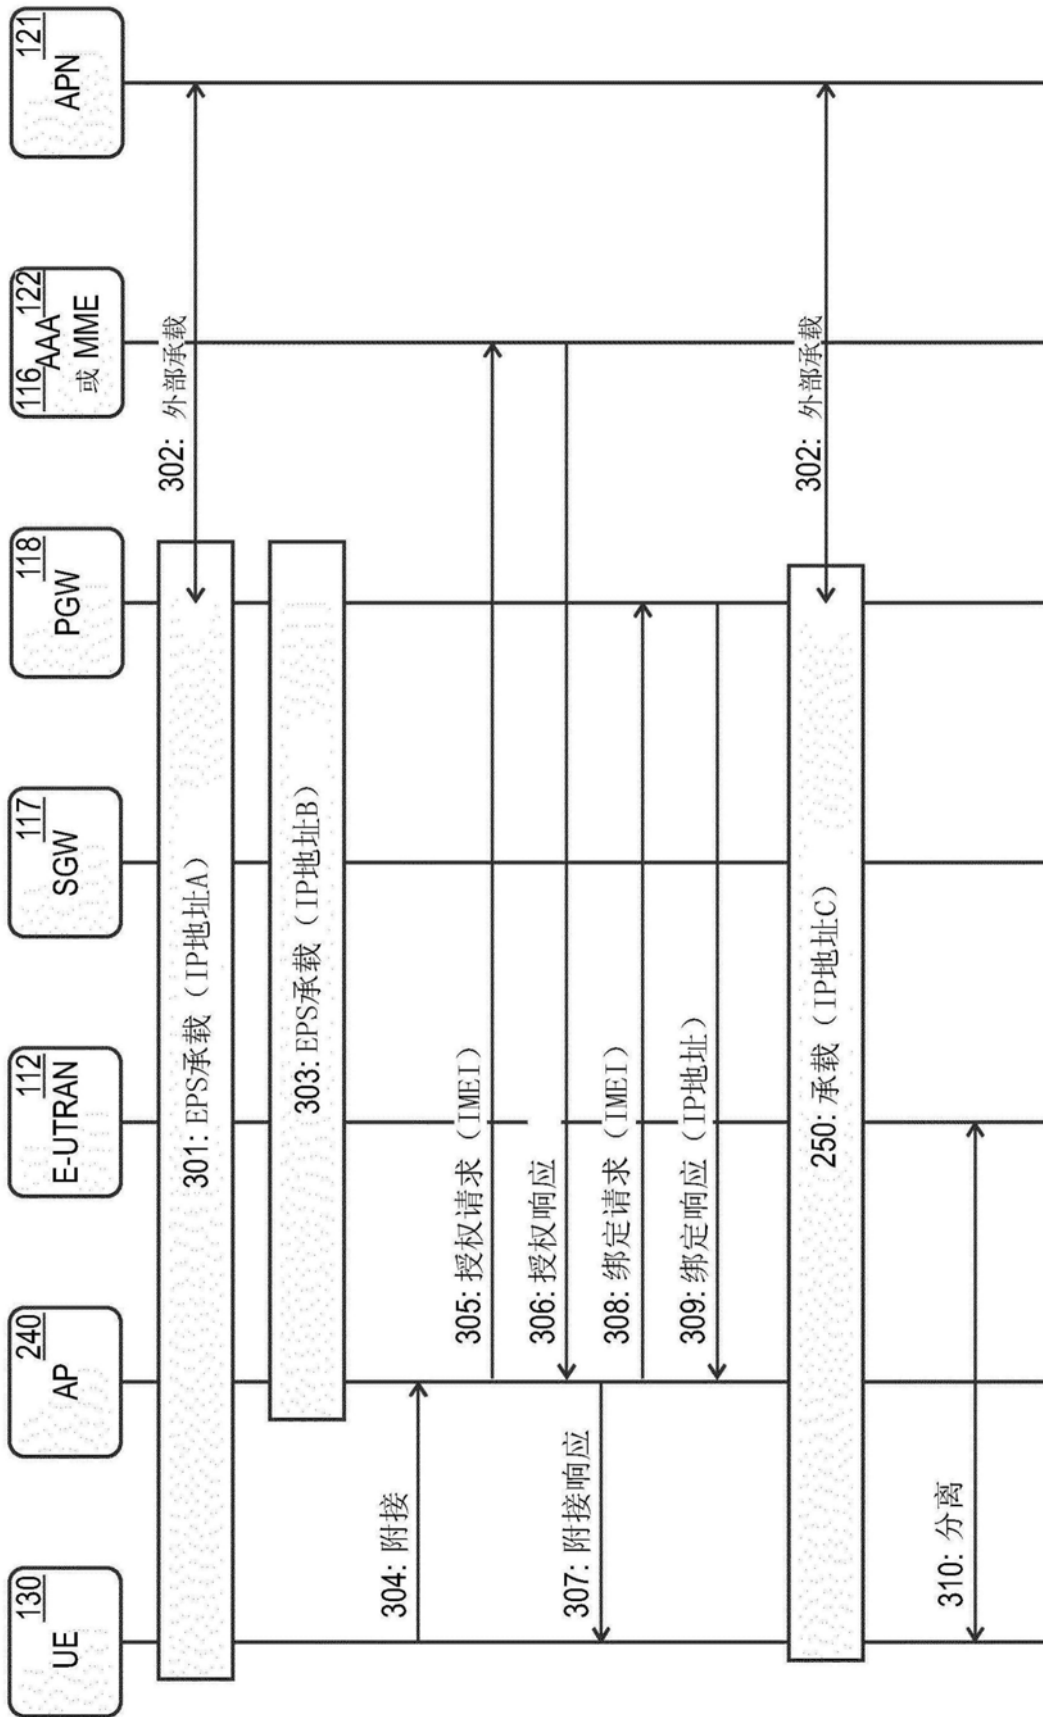 130
UE
240
AP
112
E-UTRAN
117
SGW
118
PGW
116 122
AAA
或 MME
121
APN
301: EPS承载（IP地址A）
302: 外部承载
303: EPS承载（IP地址B）
304: 附接
305: 授权请求（IMEI）
306: 授权响应
307: 附接响应
308: 绑定请求（IMEI）
309: 绑定响应（IP地址）
250: 承载（IP地址C）
302: 外部承载
310: 分离